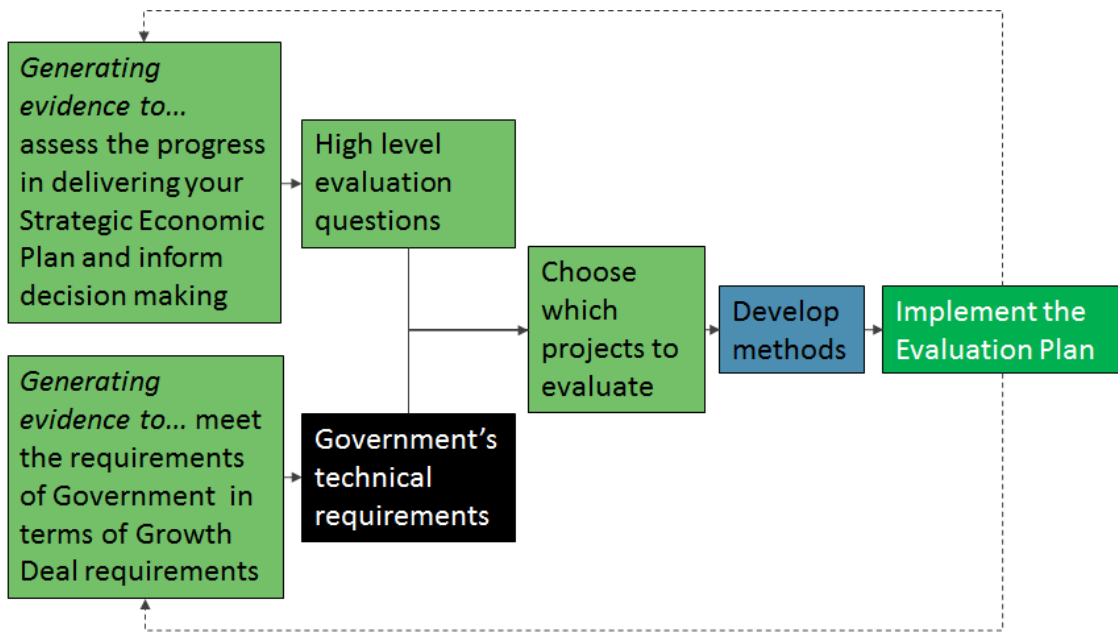 Generating
evidence to...
assess the progress
in delivering your
Strategic Economic
Plan and inform
decision making
High level
evaluation
questions
Generating
evidence to... meet
the requirements
of Government in
terms of Growth
Deal requirements
Government's
technical
requirements
Choose
which
projects to
evaluate
Develop
methods
Implement the
Evaluation Plan